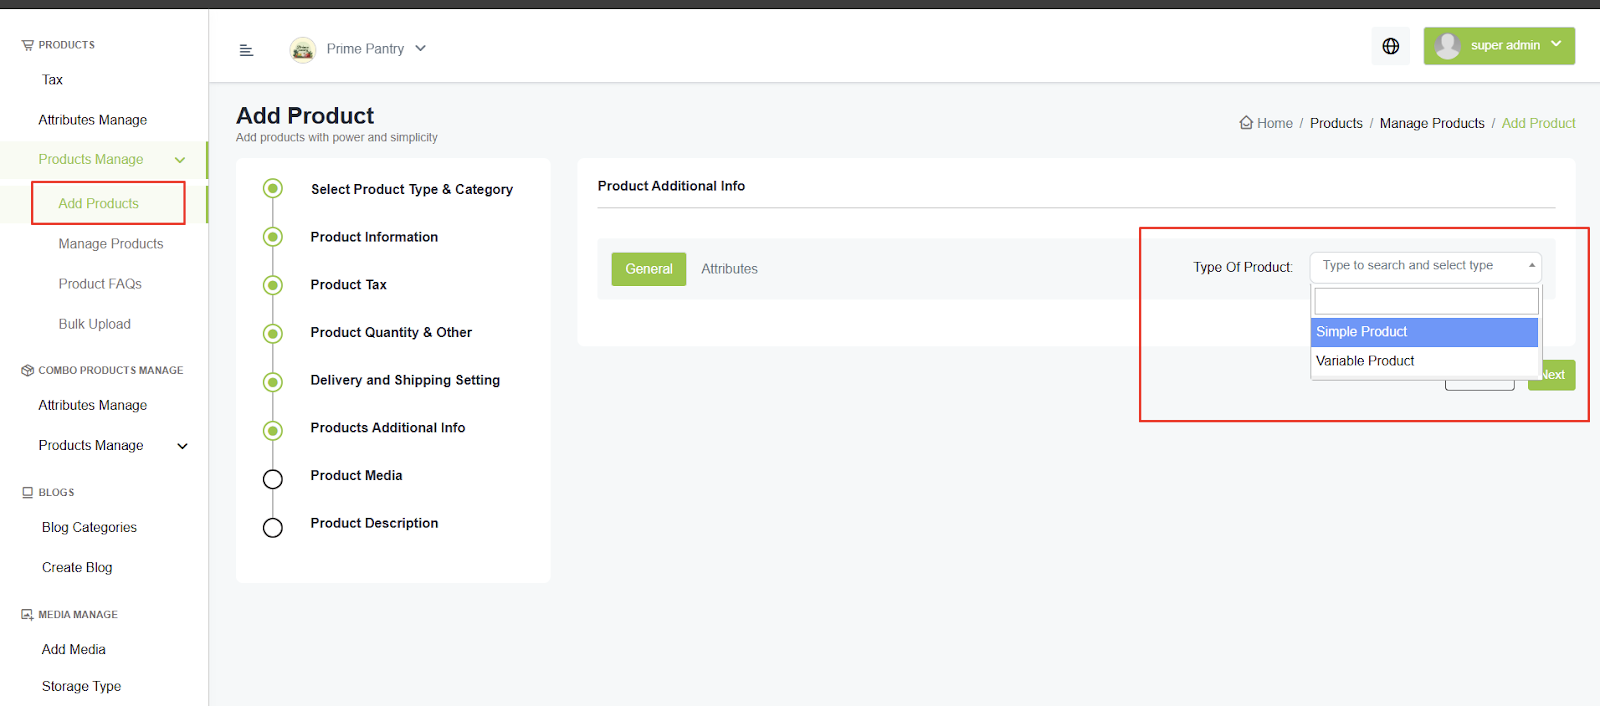 PRODUCTS
Tax
Attributes Manage
Products Manage
Add Products
Manage Products
Product FAQs
Bulk Upload
COMBO PRODUCTS MANAGE
Attributes Manage
Products Manage
BLOGS
Blog Categories
Create Blog
MEDIA MANAGE
Add Media
Storage Type
Prime Pantry
super admin
Add Product
Add products with power and simplicity
Home / Products / Manage Products / Add Product
Select Product Type & Category
Product Information
Product Tax
Product Quantity & Other
Delivery and Shipping Setting
Products Additional Info
Product Media
Product Description
Product Additional Info
General Attributes
Type Of Product: Type to search and select type
Simple Product
Variable Product
Next